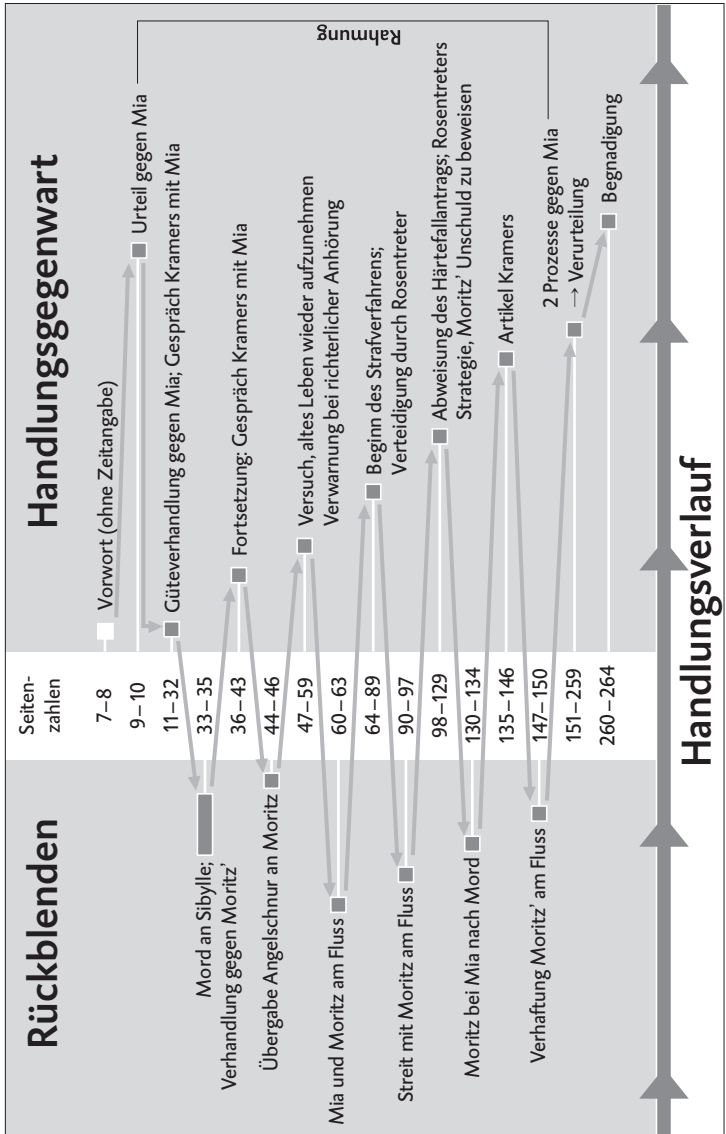 Rückblenden
Seiten-
zahlen
Handlungsgegenwart
7–8
Vorwort (ohne Zeitangabe)
9–10
Urteil gegen Mia
11–32
Güteverhandlung gegen Mia; Gespräch Kramers mit Mia
Mord an Sibylle;
Verhandlung gegen Moritz’
33–35
36–43
Fortsetzung: Gespräch Kramers mit Mia
Übergabe Angelschnur an Moritz
44–46
47–59
Versuch, altes Leben wieder aufzunehmen
Verwarnung bei richterlicher Anhörung
Mia und Moritz am Fluss
60–63
64–89
Beginn des Strafverfahrens;
Verteidigung durch Rosentreter
Streit mit Moritz am Fluss
90–97
98–129
Abweisung des Härtefallantrags; Rosentreters
Strategie, Moritz’ Unschuld zu beweisen
Moritz bei Mia nach Mord
130–134
135–146
Artikel Kramers
Verhaftung Moritz’ am Fluss
147–150
151–259
2 Prozesse gegen Mia
→ Verurteilung
260–264
Begnadigung
Rahmung
Handlungsverlauf